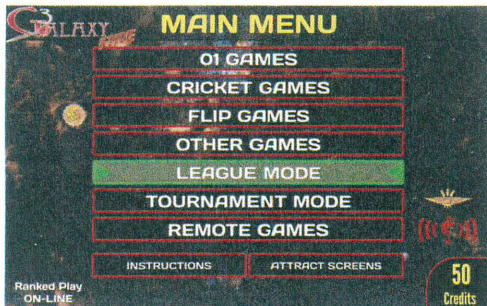 G3 GALAXY
MAIN MENU
01 GAMES
CRICKET GAMES
FLIP GAMES
OTHER GAMES
LEAGUE MODE
TOURNAMENT MODE
REMOTE GAMES
INSTRUCTIONS
ATTRACT SCREENS
Ranked Play
ON-LINE
50
Credits